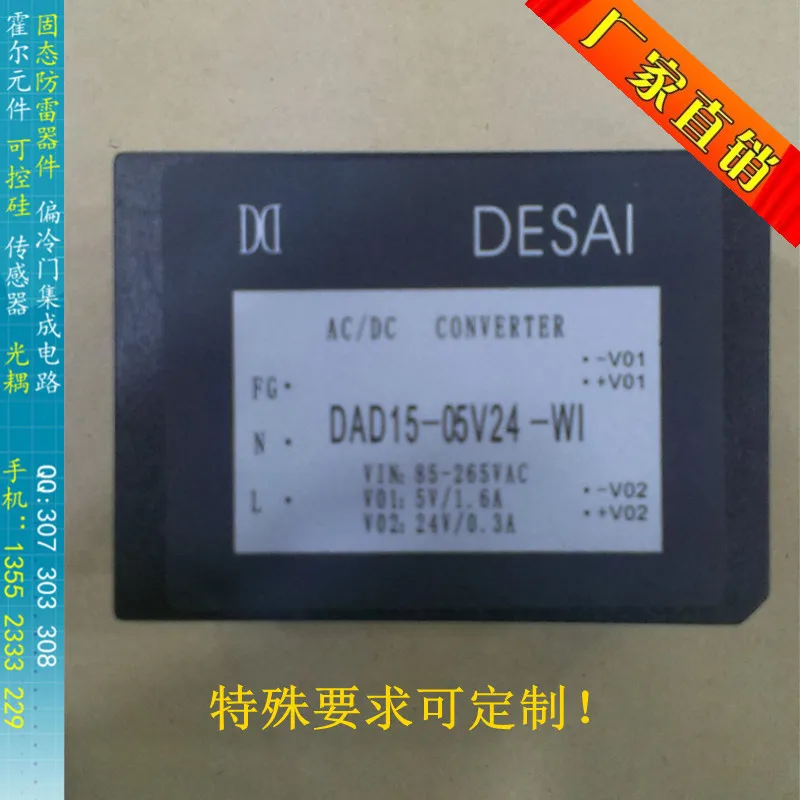 固态防雷器件 偏冷门集成电路 QQ:307 303 308
霍尔元件 可控硅 传感器 光耦 手机：1355 2333 229
厂家直销
DESAI
AC/DC CONVERTER
-V01
FG +V01
DAD15-05V24-WI
N
VIN: 85-265VAC
L V01: 5V/1.6A -V02
V02: 24V/0.3A +V02
特殊要求可定制！